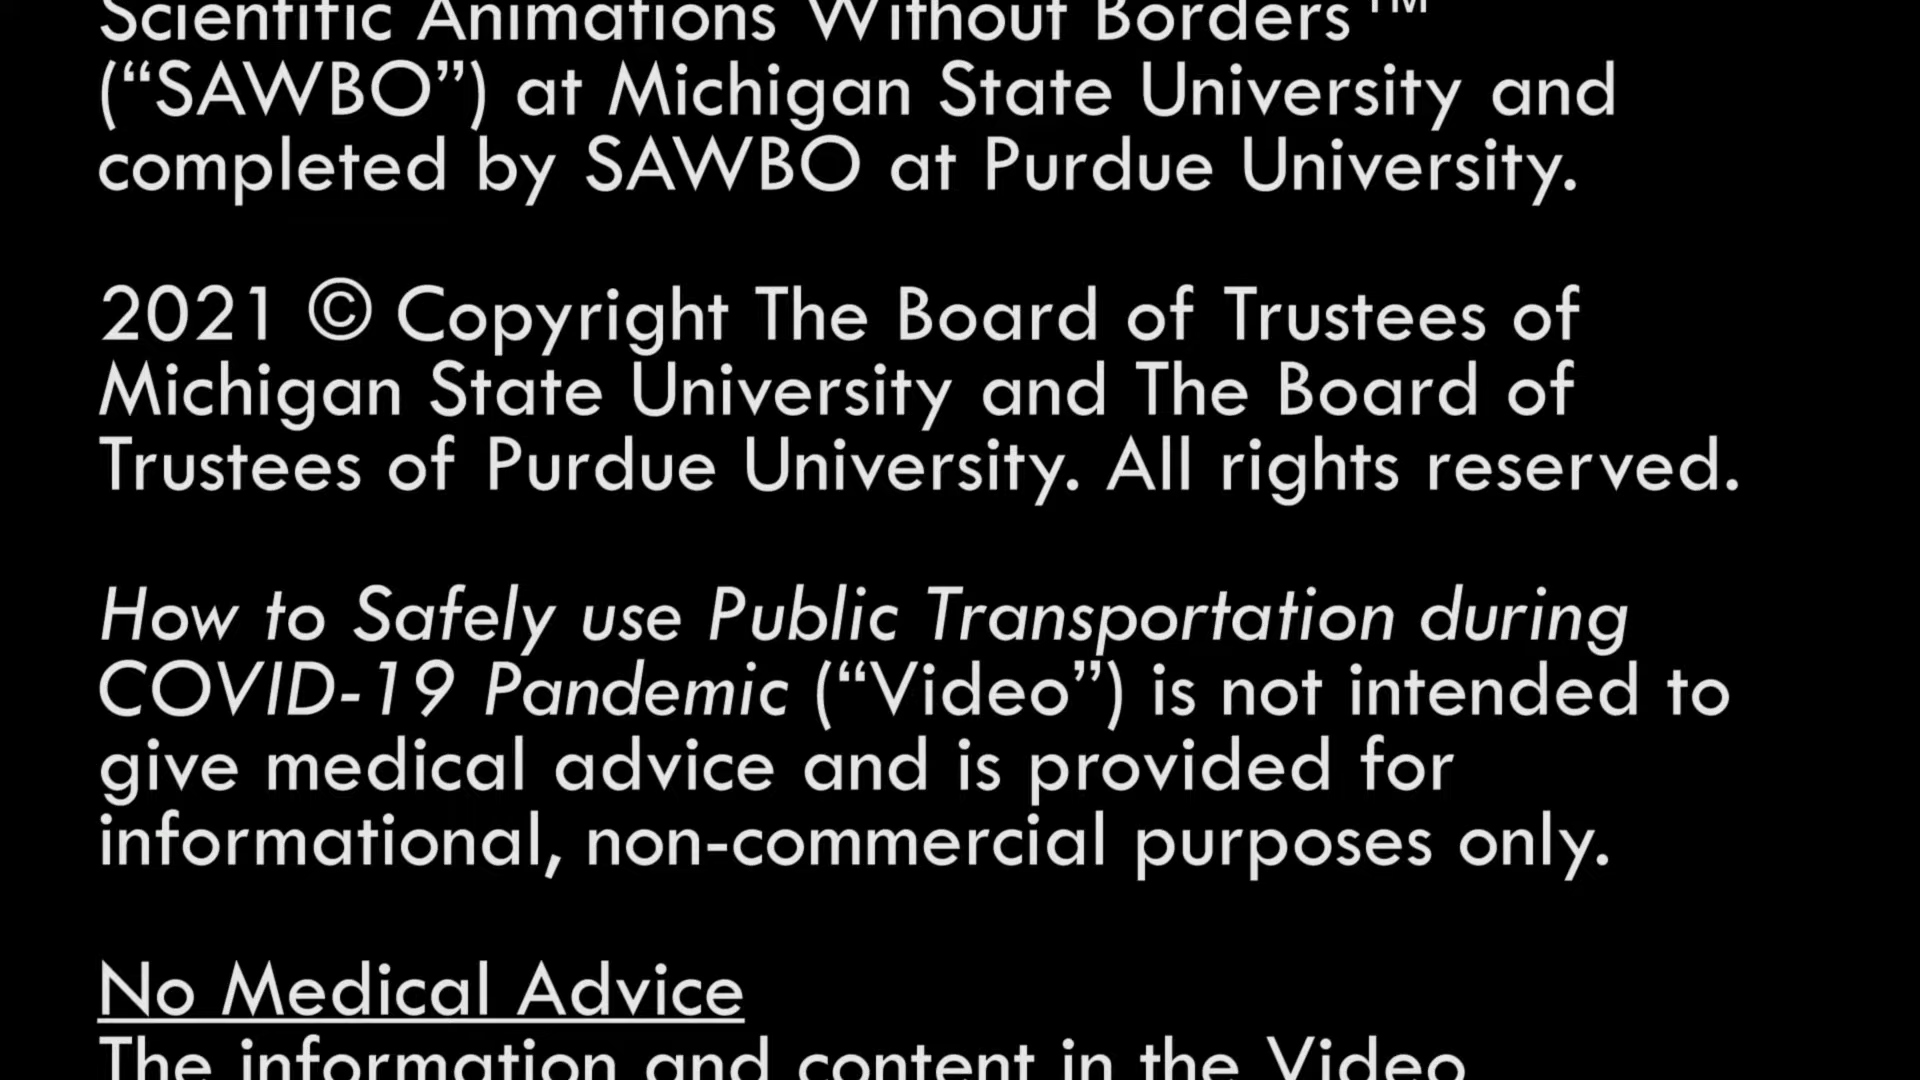 Scientific Animations Without Borders™
(“SAWBO”) at Michigan State University and
completed by SAWBO at Purdue University.
2021 © Copyright The Board of Trustees of
Michigan State University and The Board of
Trustees of Purdue University. All rights reserved.
How to Safely use Public Transportation during
COVID-19 Pandemic (“Video”) is not intended to
give medical advice and is provided for
informational, non-commercial purposes only.
No Medical Advice
The information and content in the Video